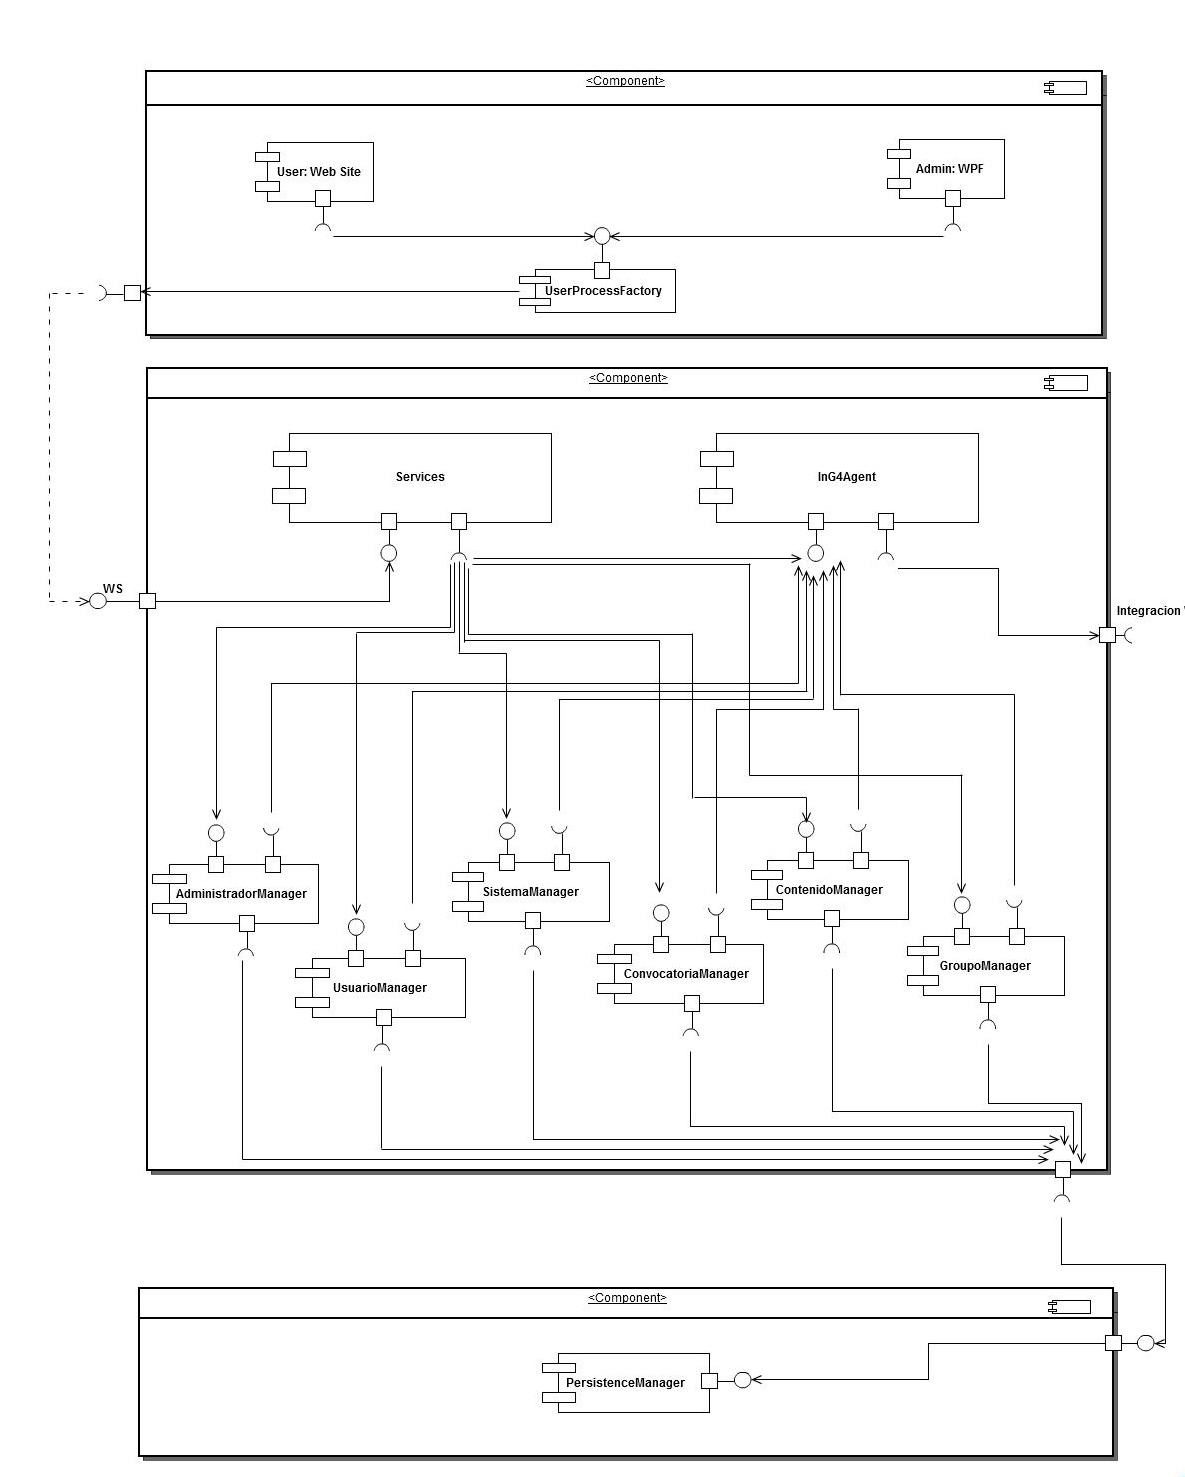 <Component>
User: Web Site
Admin: WPF
UserProcessFactory
<Component>
Services
InG4Agent
WS
Integracion
AdministradorManager
SistemaManager
ContenidoManager
UsuarioManager
ConvocatoriaManager
GroupoManager
<Component>
PersistenceManager